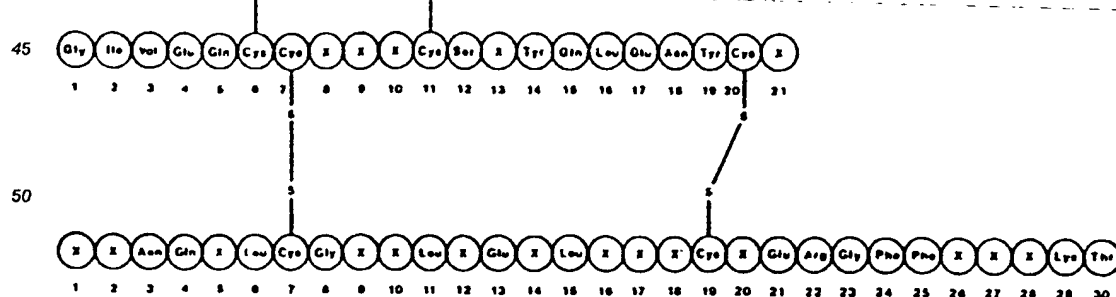 45 Gly Ile Val Glu Gln Cys Cys X X X Cys Ser X Tyr Gln Leu Glu Asn Tyr Cys X
1 2 3 4 5 6 7 8 9 10 11 12 13 14 15 16 17 18 19 20 21
S S
50 S S
X X Asn Gln X Leu Cys Gly X X Leu X Glu X Leu X X X Cys X Glu Arg Gly Phe Phe X X X Lys Thr
1 2 3 4 5 6 7 8 9 10 11 12 13 14 15 16 17 18 19 20 21 22 23 24 25 26 27 28 29 30